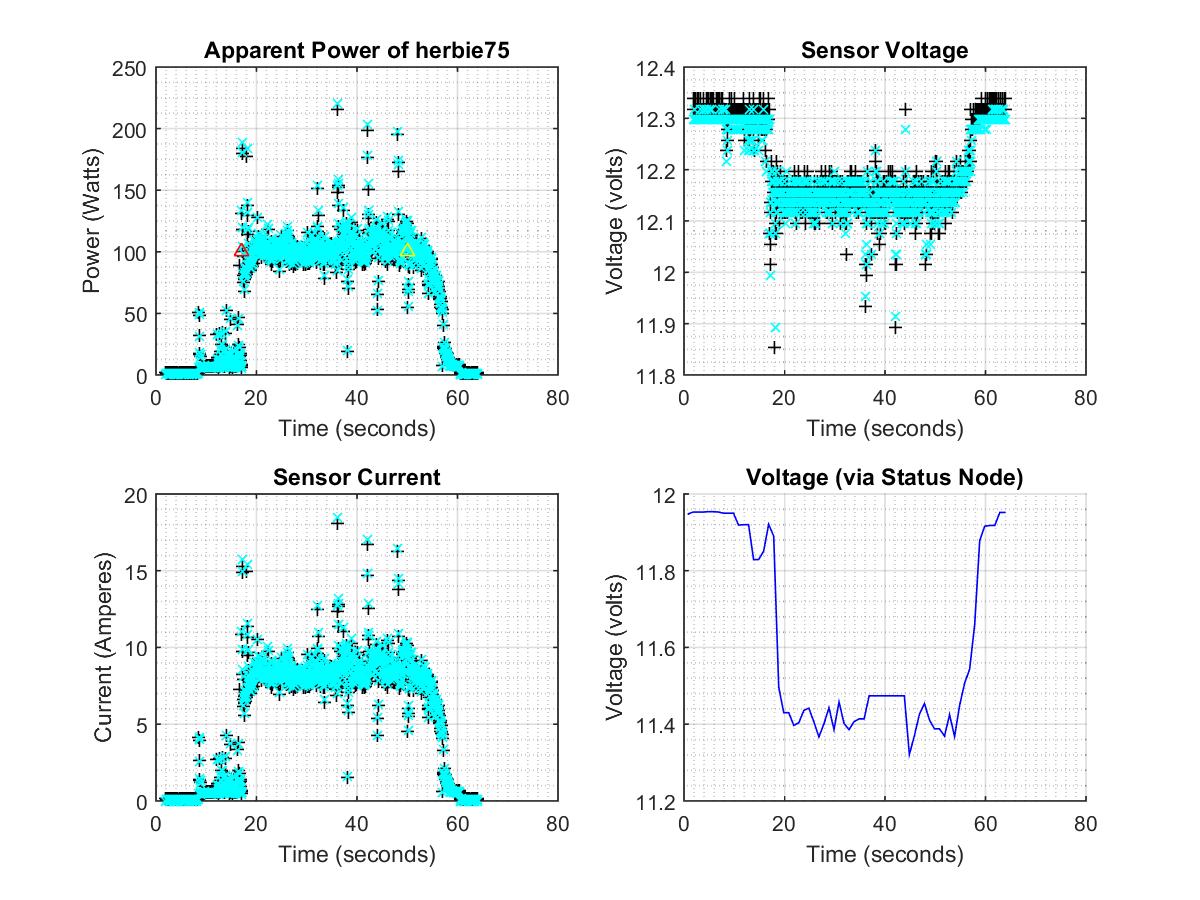 Apparent Power of herbie75
250
200
150
100
50
0
Power (Watts)
0 20 40 60 80
Time (seconds)
Sensor Voltage
12.4
12.3
12.2
12.1
12
11.9
11.8
Voltage (volts)
0 20 40 60 80
Time (seconds)
Sensor Current
20
15
10
5
0
Current (Amperes)
0 20 40 60 80
Time (seconds)
Voltage (via Status Node)
12
11.8
11.6
11.4
11.2
Voltage (volts)
0 20 40 60 80
Time (seconds)